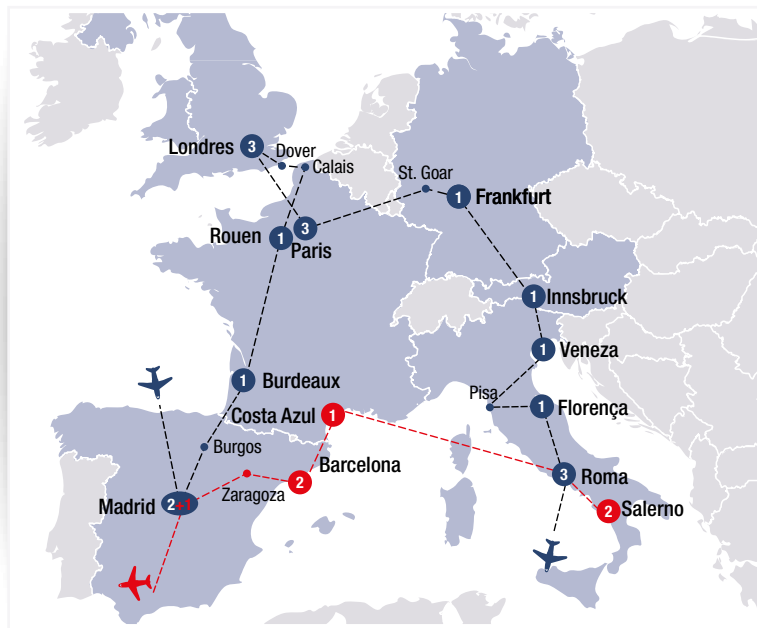 Londres 3
Dover
Calais
St. Goar
1 Frankfurt
Rouen 1
3
Paris
1 Innsbruck
1 Veneza
1 Burdeaux
Pisa
1 Florença
Costa Azul 1
Burgos
Barcelona
2
Zaragoza
3 Roma
Madrid 2+1
2 Salerno